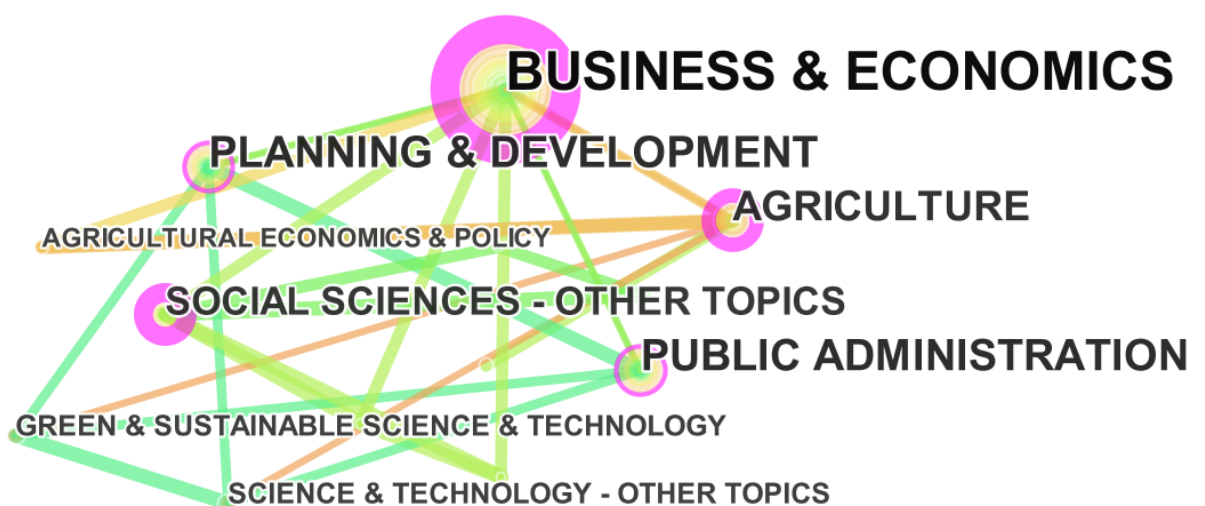 BUSINESS & ECONOMICS
PLANNING & DEVELOPMENT
AGRICULTURE
AGRICULTURAL ECONOMICS & POLICY
SOCIAL SCIENCES - OTHER TOPICS
PUBLIC ADMINISTRATION
GREEN & SUSTAINABLE SCIENCE & TECHNOLOGY
SCIENCE & TECHNOLOGY - OTHER TOPICS